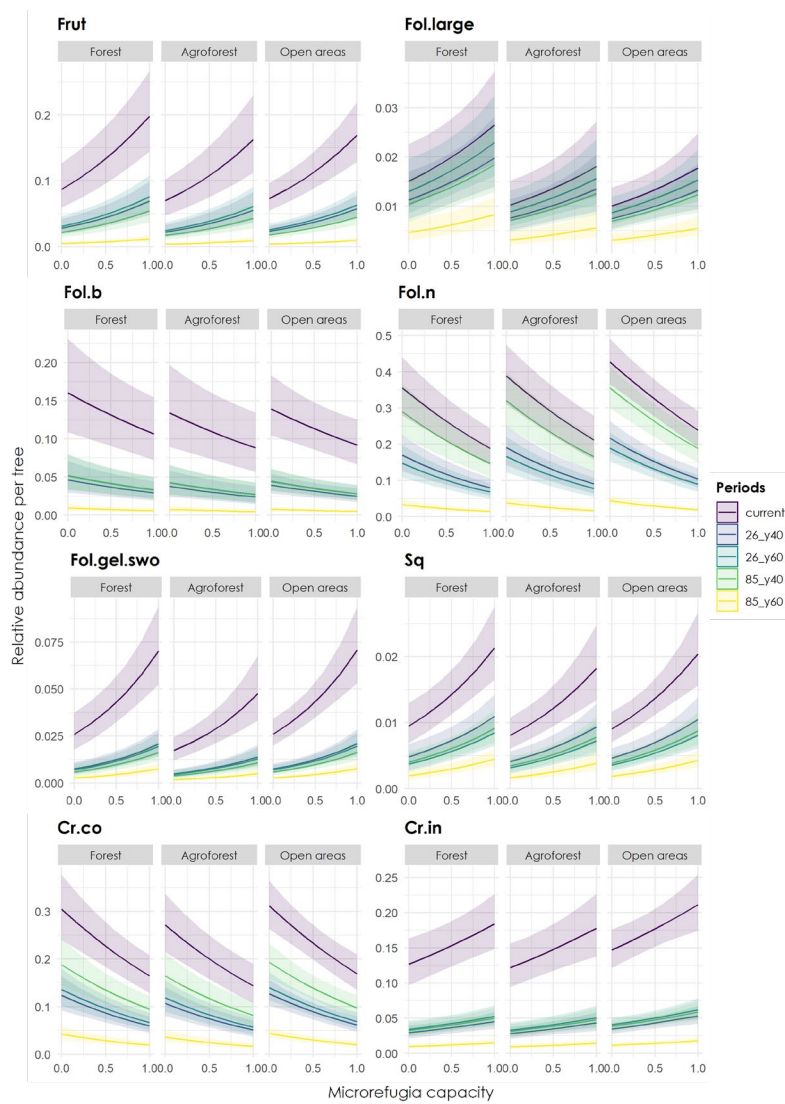 Frut
Fol.large
Forest Agroforest Open areas
Forest Agroforest Open areas
0.2
0.1
0.0
0.03
0.02
0.01
0.0 0.5 1.00.0 0.5 1.00.0 0.5 1.0
0.0 0.5 1.00.0 0.5 1.00.0 0.5 1.0
Fol.b
Fol.n
Forest Agroforest Open areas
Forest Agroforest Open areas
0.20
0.15
0.10
0.05
0.00
0.5
0.4
0.3
0.2
0.1
0.0
0.0 0.5 1.00.0 0.5 1.00.0 0.5 1.0
0.0 0.5 1.00.0 0.5 1.00.0 0.5 1.0
Periods
current
26_y40
26_y60
85_y40
85_y60
Relative abundance per tree
Fol.gel.swo
Sq
Forest Agroforest Open areas
Forest Agroforest Open areas
0.075
0.050
0.025
0.000
0.02
0.01
0.00
0.0 0.5 1.00.0 0.5 1.00.0 0.5 1.0
0.0 0.5 1.00.0 0.5 1.00.0 0.5 1.0
Cr.co
Cr.in
Forest Agroforest Open areas
Forest Agroforest Open areas
0.3
0.2
0.1
0.0
0.25
0.20
0.15
0.10
0.05
0.00
0.0 0.5 1.00.0 0.5 1.00.0 0.5 1.0
0.0 0.5 1.00.0 0.5 1.00.0 0.5 1.0
Microrefugia capacity